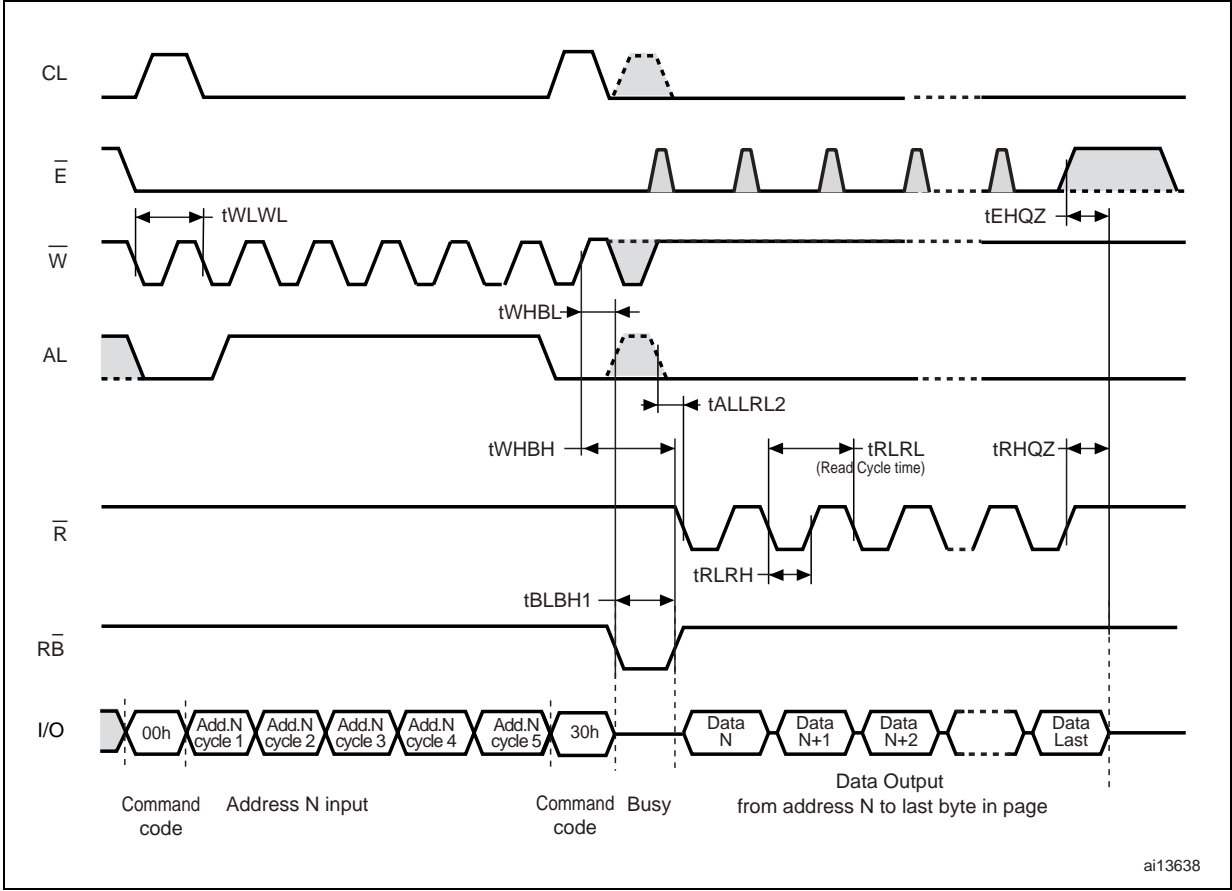 CL
E
tWLWL
tEHQZ
W
tWHBL
AL
tALLRL2
tWHBH
tRLRL
tRHQZ
(Read Cycle time)
R
tRLRH
tBLBH1
RB
I/O
00h
Add.N
cycle 1
Add.N
cycle 2
Add.N
cycle 3
Add.N
cycle 4
Add.N
cycle 5
30h
Data
N
Data
N+1
Data
N+2
Data
Last
Command
code
Address N input
Command
code
Busy
Data Output
from address N to last byte in page
ai13638